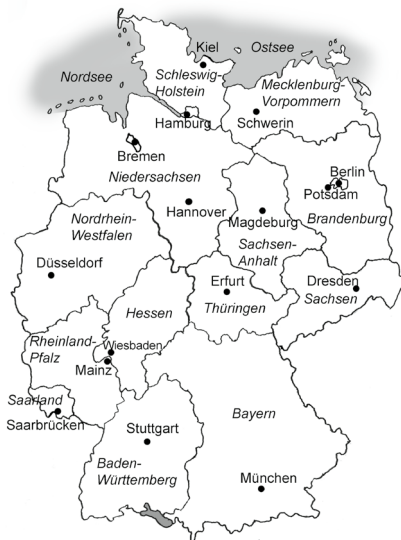 Kiel
Ostsee
Nordsee
Schleswig-
Holstein
Mecklenburg-
Vorpommern
Hamburg
Schwerin
Bremen
Niedersachsen
Berlin
Potsdam
Brandenburg
Hannover
Magdeburg
Sachsen-
Anhalt
Nordrhein-
Westfalen
Düsseldorf
Erfurt
Thüringen
Dresden
Sachsen
Hessen
Rheinland-
Pfalz
Wiesbaden
Mainz
Saarland
Saarbrücken
Stuttgart
Bayern
Baden-
Württemberg
München